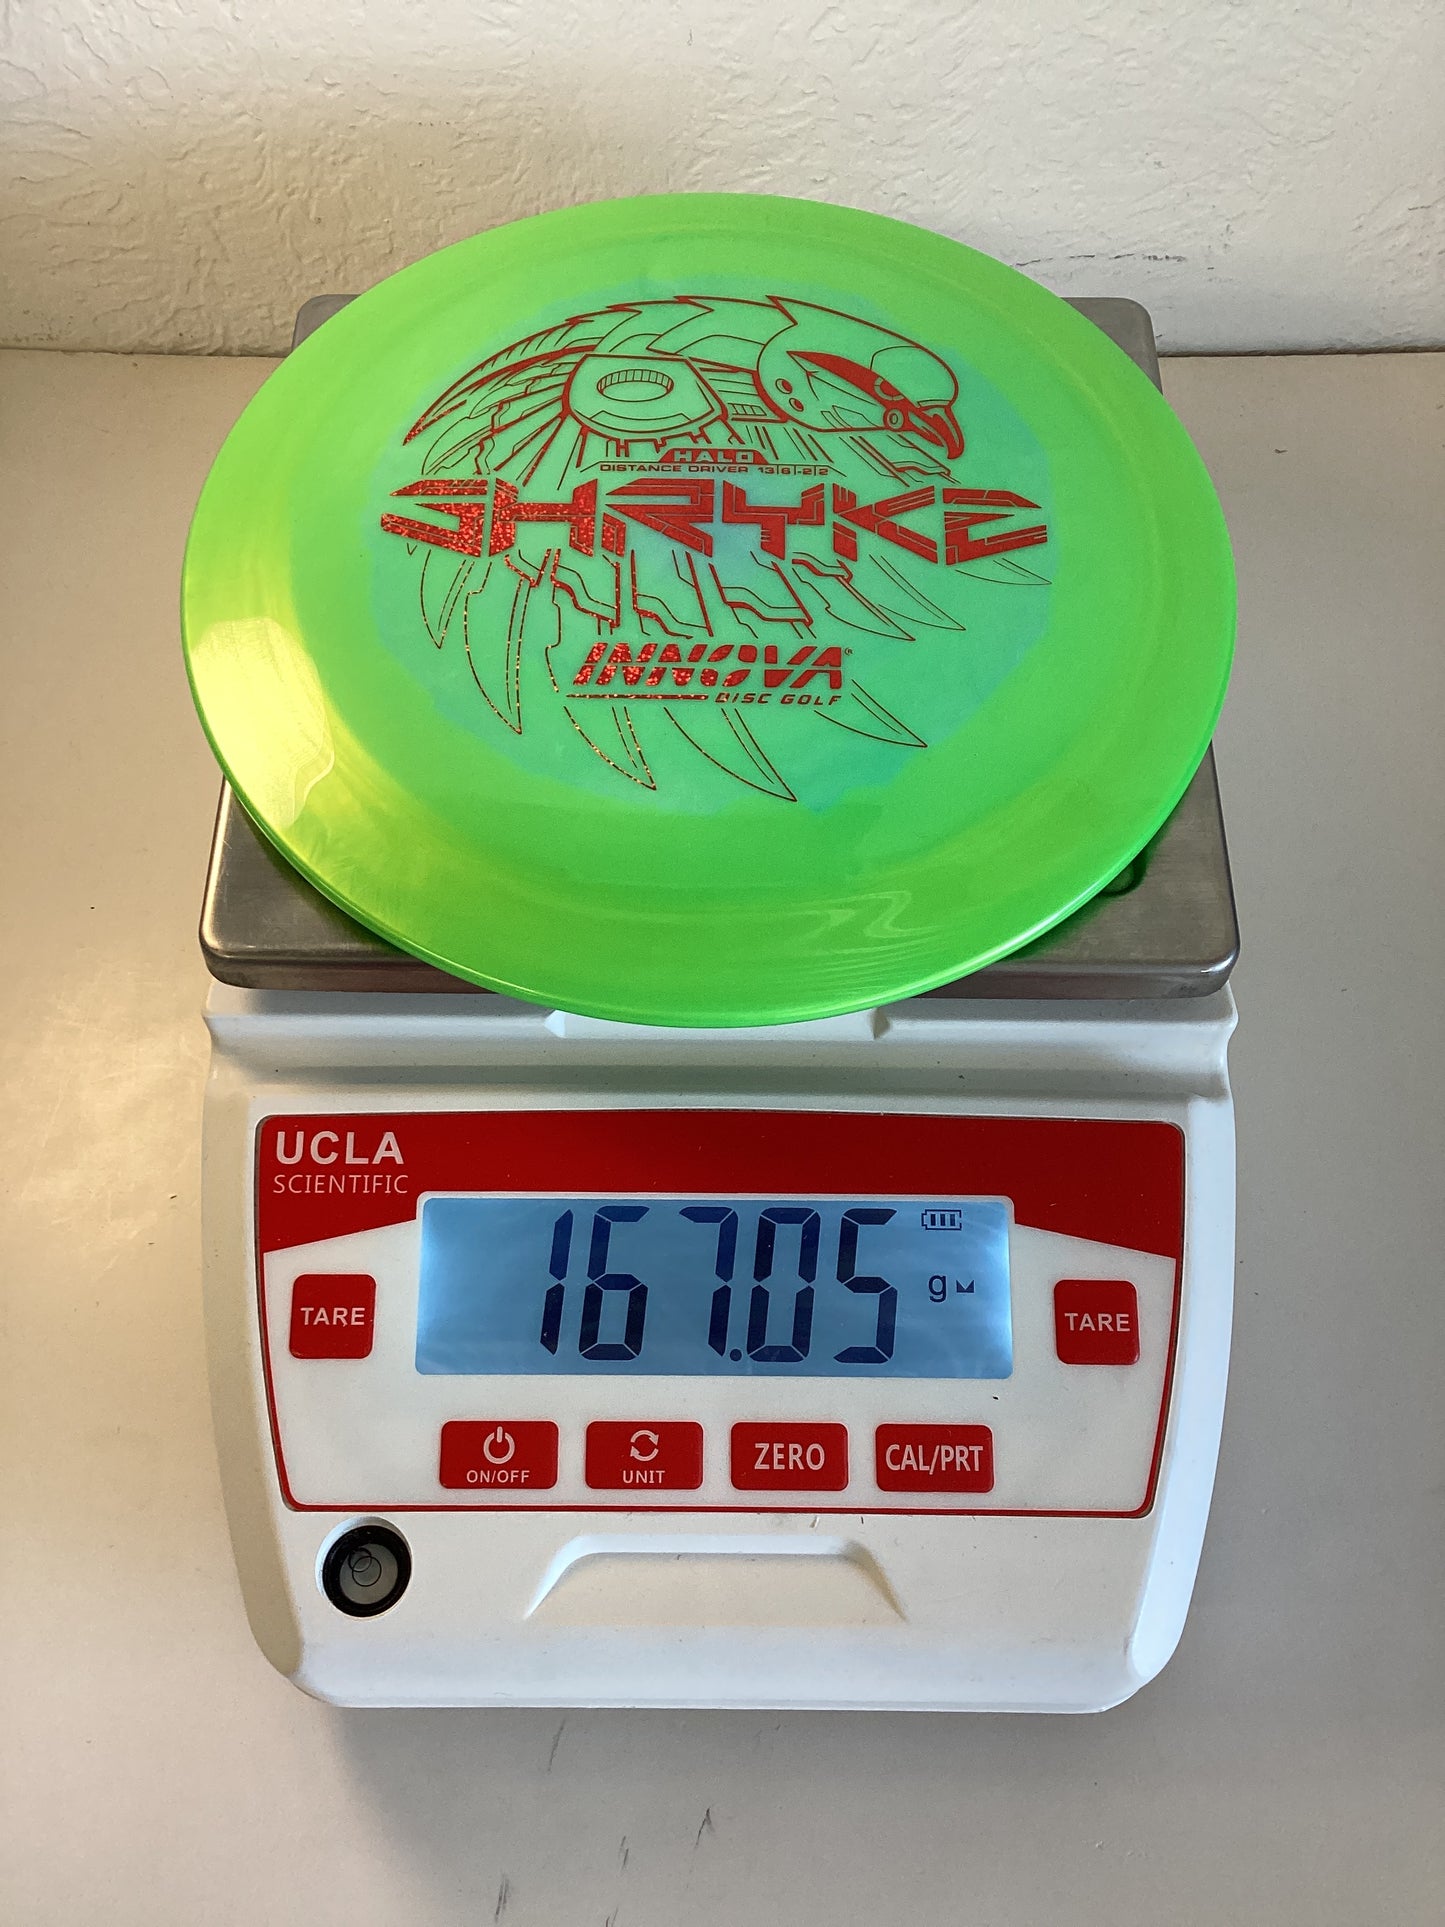 HALO
DISTANCE DRIVER 13|6|-2|2
SHRYKE
INNOVA®
DISC GOLF
UCLA
SCIENTIFIC
167.05 g
TARE
TARE
ON/OFF
UNIT
ZERO
CAL/PRT